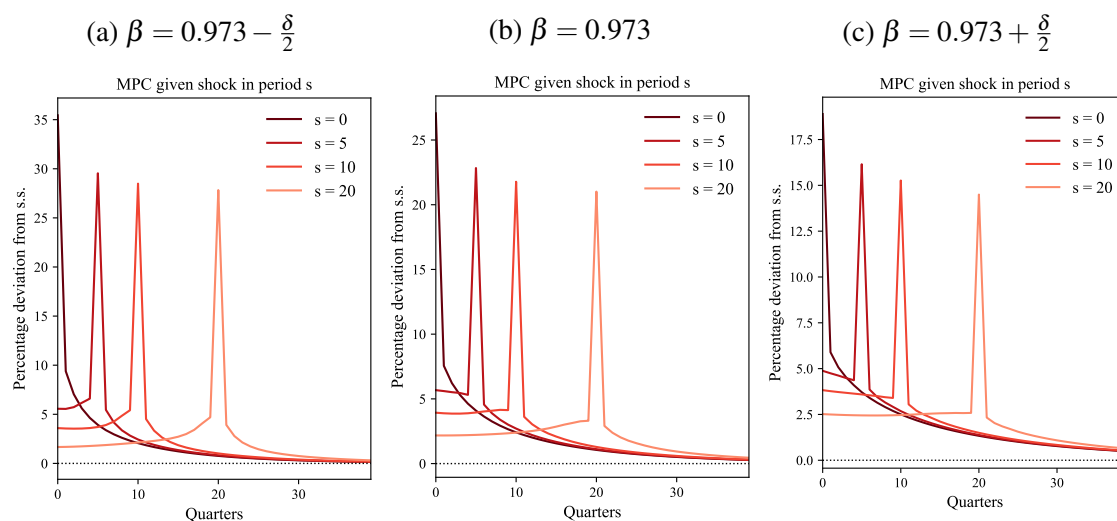 (a) β = 0.973 − δ/2
(b) β = 0.973
(c) β = 0.973 + δ/2
MPC given shock in period s
35
30
25
20
15
10
5
0
Percentage deviation from s.s.
s = 0
s = 5
s = 10
s = 20
0
10
20
30
Quarters
MPC given shock in period s
25
20
15
10
5
0
Percentage deviation from s.s.
s = 0
s = 5
s = 10
s = 20
0
10
20
30
Quarters
MPC given shock in period s
17.5
15.0
12.5
10.0
7.5
5.0
2.5
0.0
Percentage deviation from s.s.
s = 0
s = 5
s = 10
s = 20
0
10
20
30
Quarters